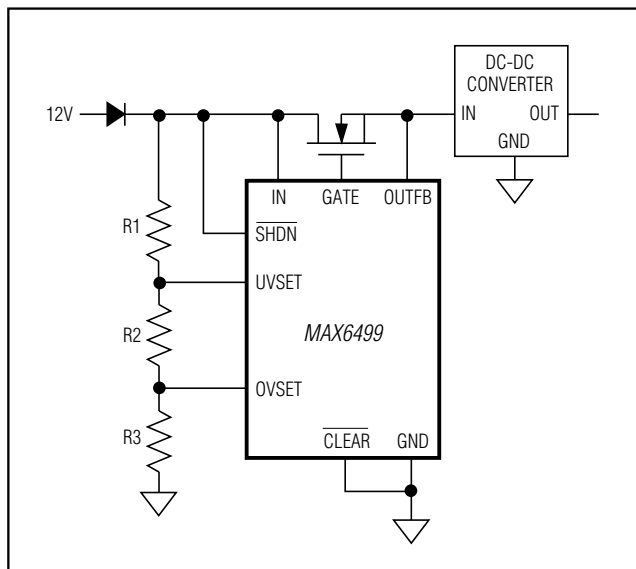 DC-DC
CONVERTER
12V
IN
OUT
GND
IN
GATE
OUTFB
R1
SHDN
UVSET
R2
MAX6499
OVSET
R3
CLEAR
GND